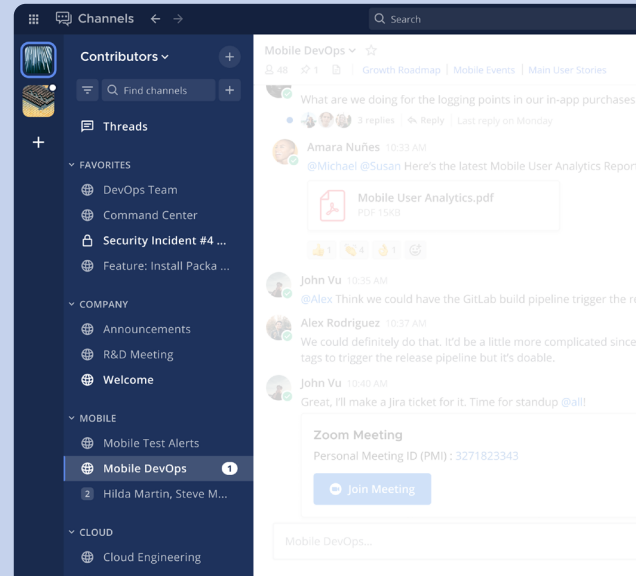 Channels
Search
Contributors
Find channels
Threads
FAVORITES
DevOps Team
Command Center
Security Incident #4 ...
Feature: Install Packa ...
COMPANY
Announcements
R&D Meeting
Welcome
MOBILE
Mobile Test Alerts
Mobile DevOps 1
2 Hilda Martin, Steve M...
CLOUD
Cloud Engineering
Mobile DevOps
48 1 Growth Roadmap | Mobile Events | Main User Stories
What are we doing for the logging points in our in-app purchases
3 replies Reply Last reply on Monday
Amara Nuñes 10:33 AM
@Michael @Susan Here's the latest Mobile User Analytics Repor
Mobile User Analytics.pdf
PDF 15KB
1 4 1
John Vu 10:35 AM
@Alex Think we could have the GitLab build pipeline trigger the re
Alex Rodriguez 10:37 AM
We could definitely do that. It'd be a little more complicated since
tags to trigger the release pipeline but it's doable.
John Vu 10:40 AM
Great, I'll make a Jira ticket for it. Time for standup @all!
Zoom Meeting
Personal Meeting ID (PMI) : 3271823343
Join Meeting
Mobile DevOps...